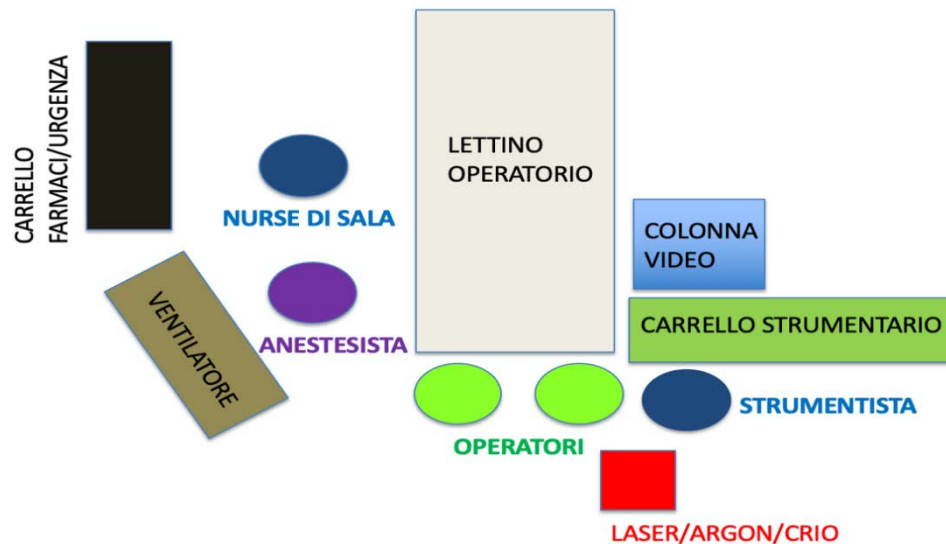 CARRELLO
FARMACI/URGENZA
LETTINO
OPERATORIO
NURSE DI SALA
COLONNA
VIDEO
VENTILATORE
ANESTESISTA
CARRELLO STRUMENTARIO
OPERATORI
STRUMENTISTA
LASER/ARGON/CRIO